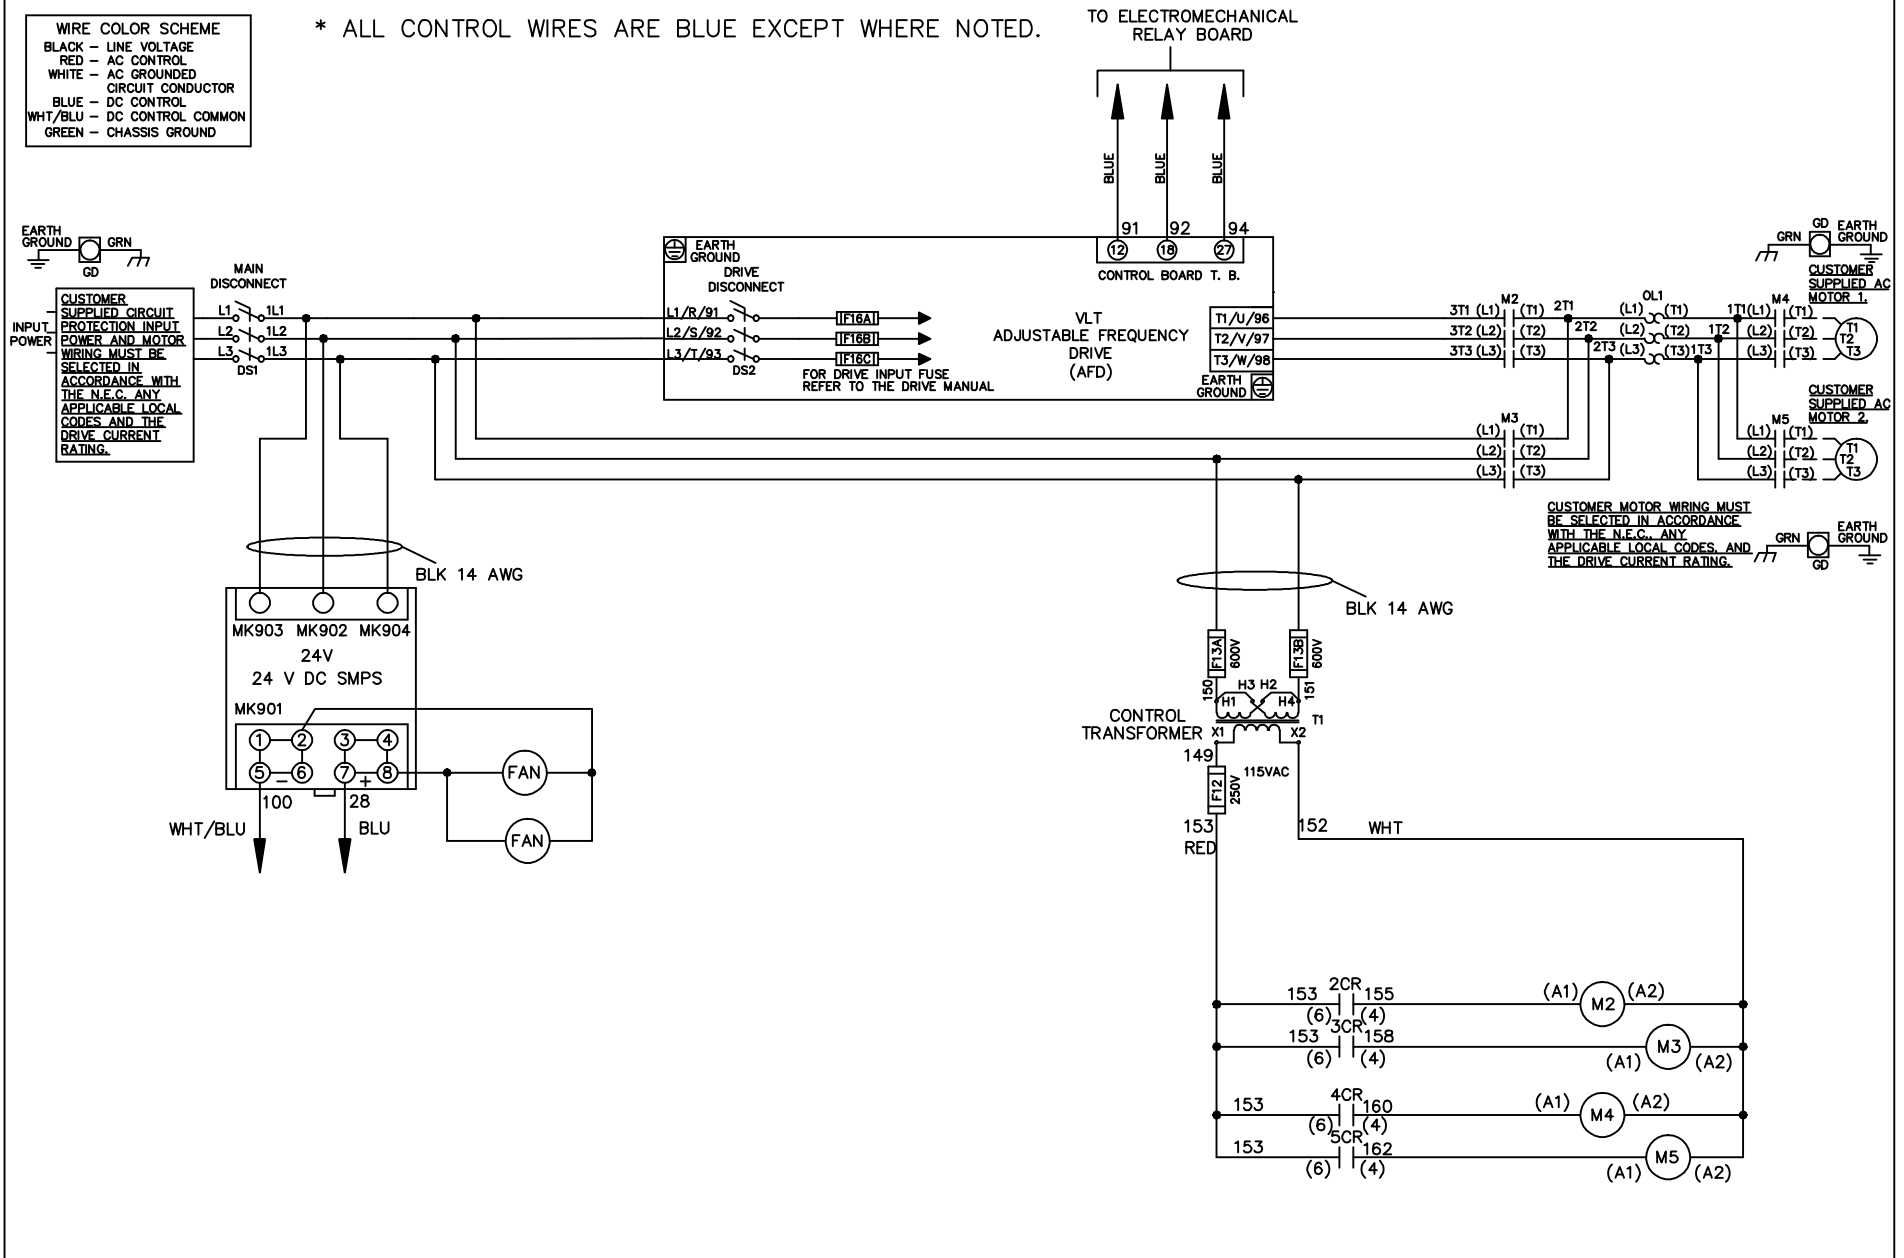 WIRE COLOR SCHEME
BLACK – LINE VOLTAGE
RED – AC CONTROL
WHITE – AC GROUNDED
CIRCUIT CONDUCTOR
BLUE – DC CONTROL
WHT/BLU – DC CONTROL COMMON
GREEN – CHASSIS GROUND
* ALL CONTROL WIRES ARE BLUE EXCEPT WHERE NOTED.
TO ELECTROMECHANICAL
RELAY BOARD
BLUE
BLUE
BLUE
91
92
94
12
18
27
CONTROL BOARD T. B.
EARTH
GROUND
GRN
GD
CUSTOMER
SUPPLIED CIRCUIT
PROTECTION INPUT
POWER AND MOTOR
WIRING MUST BE
SELECTED IN
ACCORDANCE WITH
THE N.E.C. ANY
APPLICABLE LOCAL
CODES AND THE
DRIVE CURRENT
RATING.
INPUT
POWER
MAIN
DISCONNECT
L1 1L1
L2 1L2
L3 1L3
DS1
EARTH
GROUND
DRIVE
DISCONNECT
L1/R/91
L2/S/92
L3/T/93
DS2
F16A
F16B
F16C
FOR DRIVE INPUT FUSE
REFER TO THE DRIVE MANUAL
VLT
ADJUSTABLE FREQUENCY
DRIVE
(AFD)
T1/U/96
T2/V/97
T3/W/98
EARTH
GROUND
M2
3T1 (L1) (T1) 2T1
3T2 (L2) (T2) 2T2
3T3 (L3) (T3) 2T3
OL1
(L1) (T1) 1T1
(L2) (T2) 1T2
(L3) (T3) 1T3
M4
(L1) (T1)
(L2) (T2)
(L3) (T3)
T1
T2
T3
GRN
GD
EARTH
GROUND
CUSTOMER
SUPPLIED AC
MOTOR 1.
M3
(L1) (T1)
(L2) (T2)
(L3) (T3)
M5
(L1) (T1)
(L2) (T2)
(L3) (T3)
T1
T2
T3
CUSTOMER
SUPPLIED AC
MOTOR 2.
CUSTOMER MOTOR WIRING MUST
BE SELECTED IN ACCORDANCE
WITH THE N.E.C., ANY
APPLICABLE LOCAL CODES, AND
THE DRIVE CURRENT RATING.
GRN
GD
EARTH
GROUND
BLK 14 AWG
MK903 MK902 MK904
24V
24 V DC SMPS
MK901
1 2 3 4
5 – 6 7 + 8
100
28
WHT/BLU
BLU
FAN
FAN
BLK 14 AWG
F13A
600V
F13B
600V
150
151
H1 H3 H2 H4
T1
CONTROL
TRANSFORMER
X1 X2
149
115VAC
F12
250V
153
RED
152
WHT
153 2CR 155
(6) (4)
(A1) M2 (A2)
153 3CR 158
(6) (4)
(A1) M3 (A2)
153 4CR 160
(6) (4)
(A1) M4 (A2)
153 5CR 162
(6) (4)
(A1) M5 (A2)